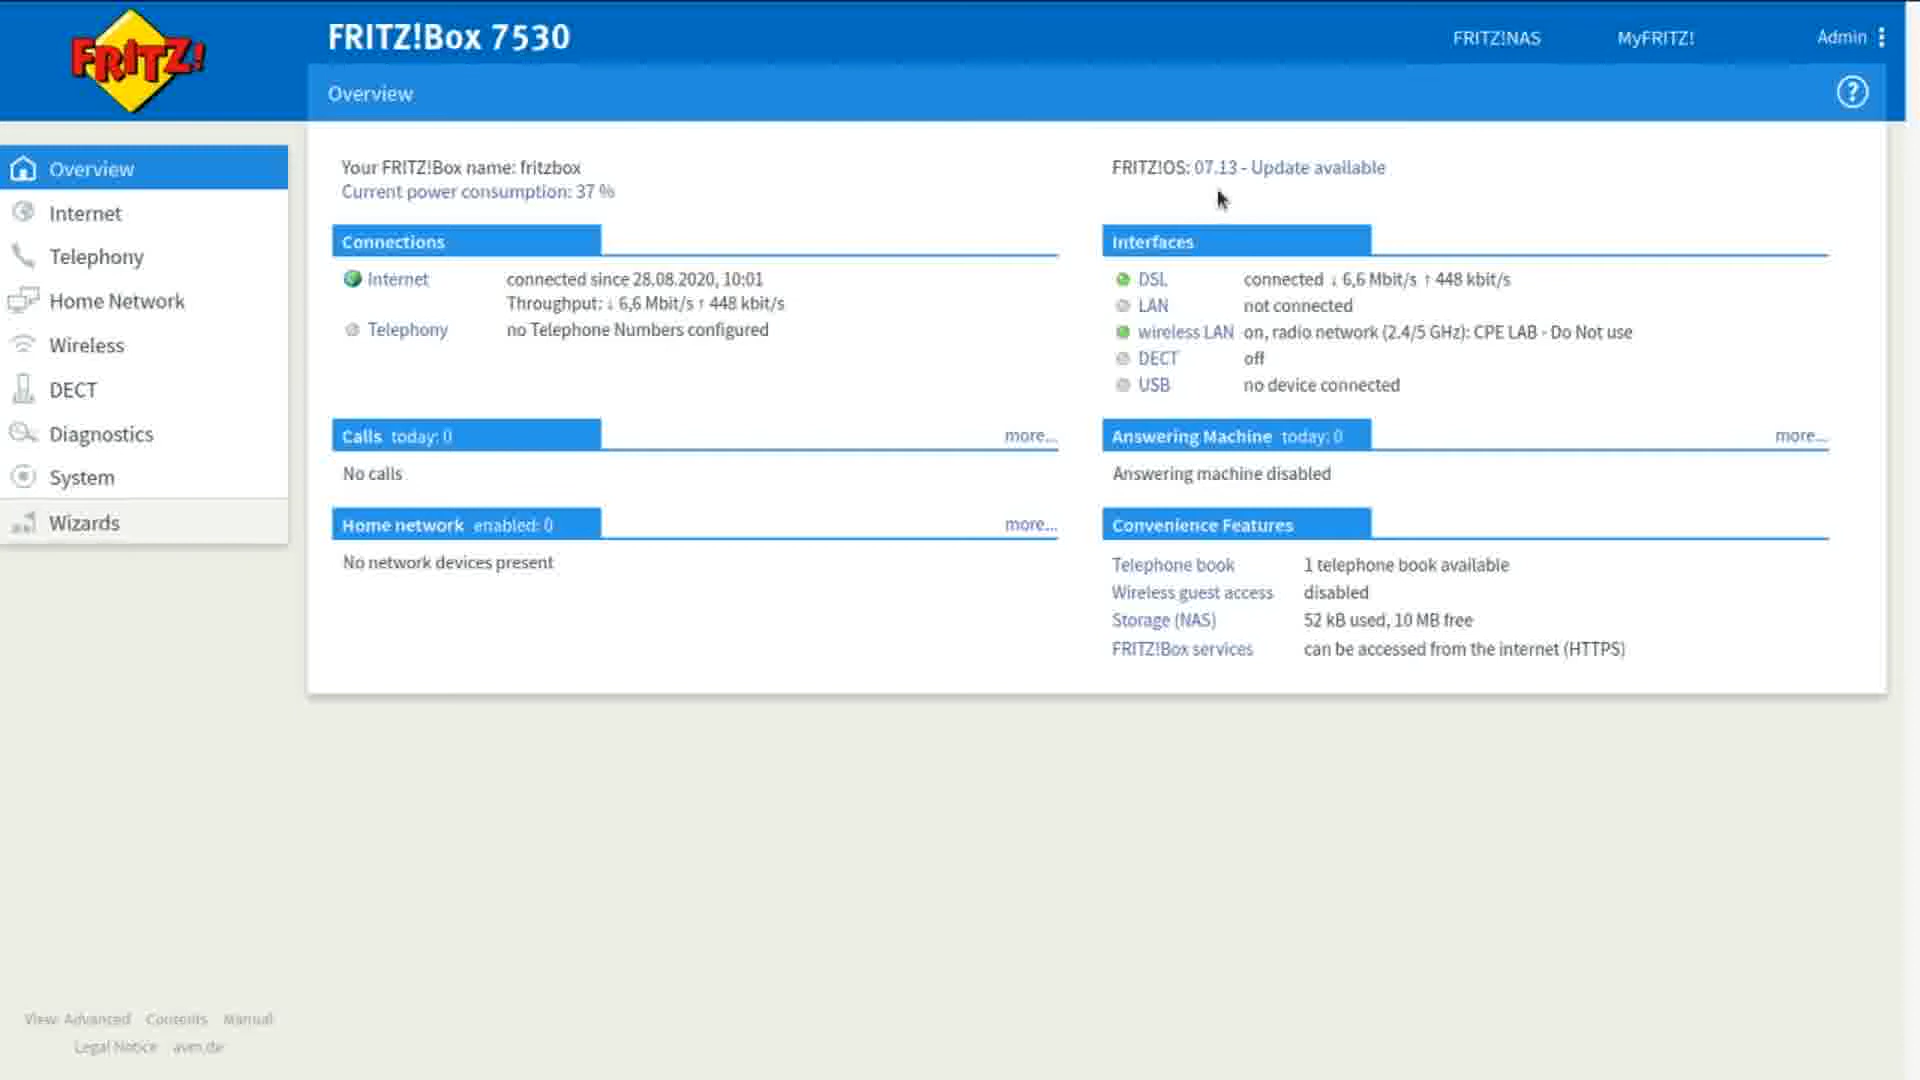 FRITZ!
FRITZ!Box 7530
FRITZ!NAS
MyFRITZ!
Admin
Overview
?
Overview
Internet
Telephony
Home Network
Wireless
DECT
Diagnostics
System
Wizards
Your FRITZ!Box name: fritzbox
Current power consumption: 37 %
FRITZ!OS: 07.13 - Update available
Connections
Internet connected since 28.08.2020, 10:01
Throughput: ↓ 6,6 Mbit/s ↑ 448 kbit/s
Telephony no Telephone Numbers configured
Interfaces
DSL connected ↓ 6,6 Mbit/s ↑ 448 kbit/s
LAN not connected
wireless LAN on, radio network (2.4/5 GHz): CPE LAB - Do Not use
DECT off
USB no device connected
Calls today: 0 more...
No calls
Answering Machine today: 0 more...
Answering machine disabled
Home network enabled: 0 more...
No network devices present
Convenience Features
Telephone book 1 telephone book available
Wireless guest access disabled
Storage (NAS) 52 kB used, 10 MB free
FRITZ!Box services can be accessed from the internet (HTTPS)
View: Advanced Contents Manual
Legal Notice avm.de